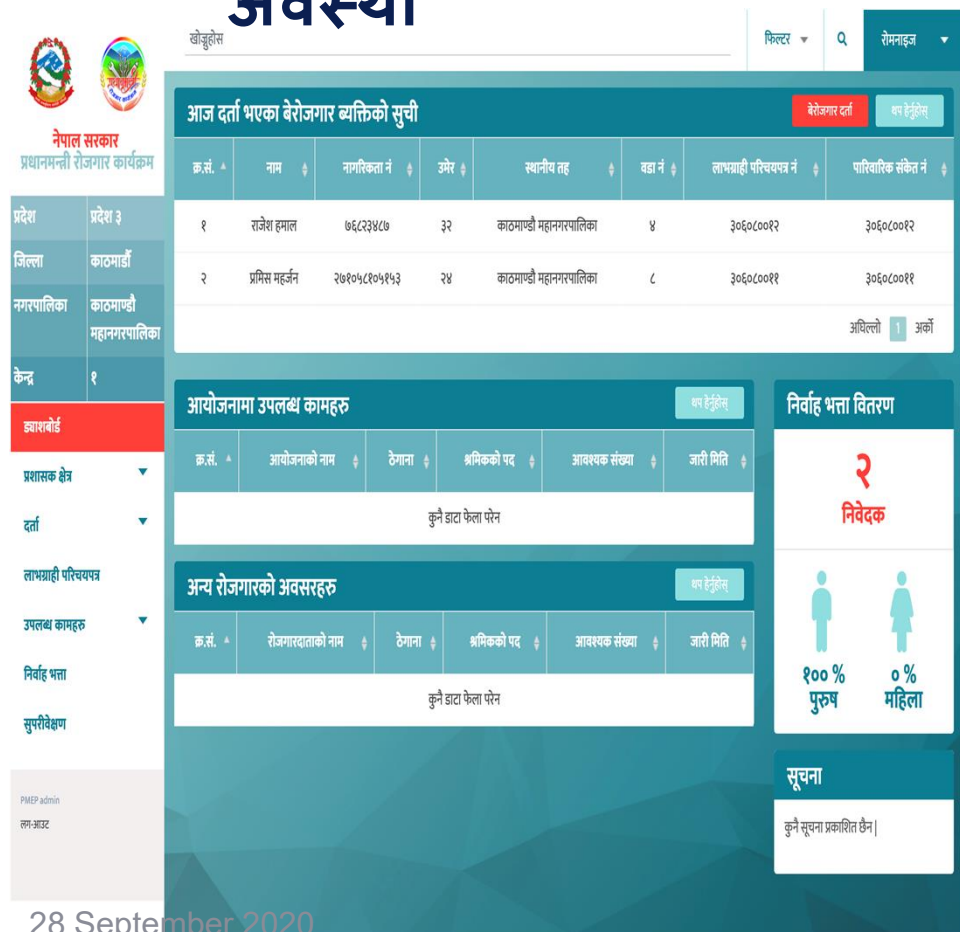 अवस्था
खोज्नुहोस
फिल्टर
रोमनाइज
नेपाल सरकार
प्रधानमन्त्री रोजगार कार्यक्रम
प्रदेश प्रदेश ३
जिल्ला काठमाडौँ
नगरपालिका काठमाण्डौ
महानगरपालिका
केन्द्र १
ड्याशबोर्ड
प्रशासक क्षेत्र
दर्ता
लाभग्राही परिचयपत्र
उपलब्ध कामहरु
निर्वाह भत्ता
सुपरीवेक्षण
PMEP admin
लग-आउट
आज दर्ता भएका बेरोजगार ब्यक्तिको सुची
बेरोजगार दर्ता
थप हेर्नुहोस्
क्र.सं. नाम नागरिकता नं उमेर स्थानीय तह वडा नं लाभग्राही परिचयपत्र नं पारिवारिक संकेत नं
१ राजेश हमाल ७६८२३४८७ ३२ काठमाण्डौ महानगरपालिका ४ ३०६०८००१२ ३०६०८००१२
२ प्रमिस महर्जन २७१०५८१०५१५३ २४ काठमाण्डौ महानगरपालिका ८ ३०६०८००११ ३०६०८००११
अघिल्लो 1 अर्को
आयोजनामा उपलब्ध कामहरु
थप हेर्नुहोस्
क्र.सं. आयोजनाको नाम ठेगाना श्रमिकको पद आवश्यक संख्या जारी मिति
कुनै डाटा फेला परेन
अन्य रोजगारको अवसरहरु
थप हेर्नुहोस्
क्र.सं. रोजगारदाताको नाम ठेगाना श्रमिकको पद आवश्यक संख्या जारी मिति
कुनै डाटा फेला परेन
निर्वाह भत्ता वितरण
२
निवेदक
१०० % ० %
पुरुष महिला
सूचना
कुनै सूचना प्रकाशित छैन |
28 September 2020